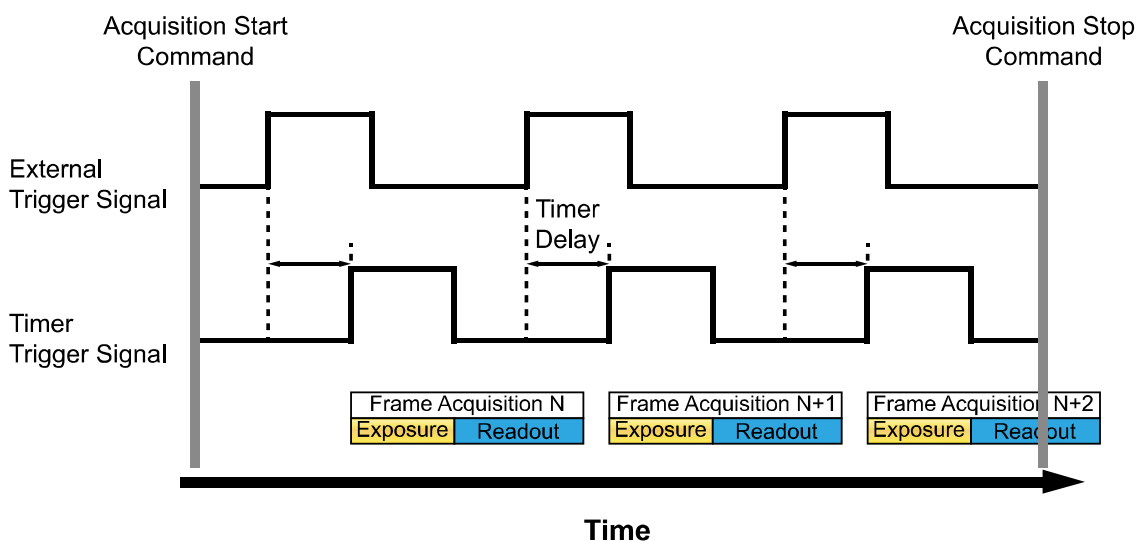 Acquisition Start
Command
Acquisition Stop
Command
External
Trigger Signal
Timer
Delay
Timer
Trigger Signal
Frame Acquisition N
Frame Acquisition N+1
Frame Acquisition N+2
Exposure
Readout
Exposure
Readout
Exposure
Readout
Time